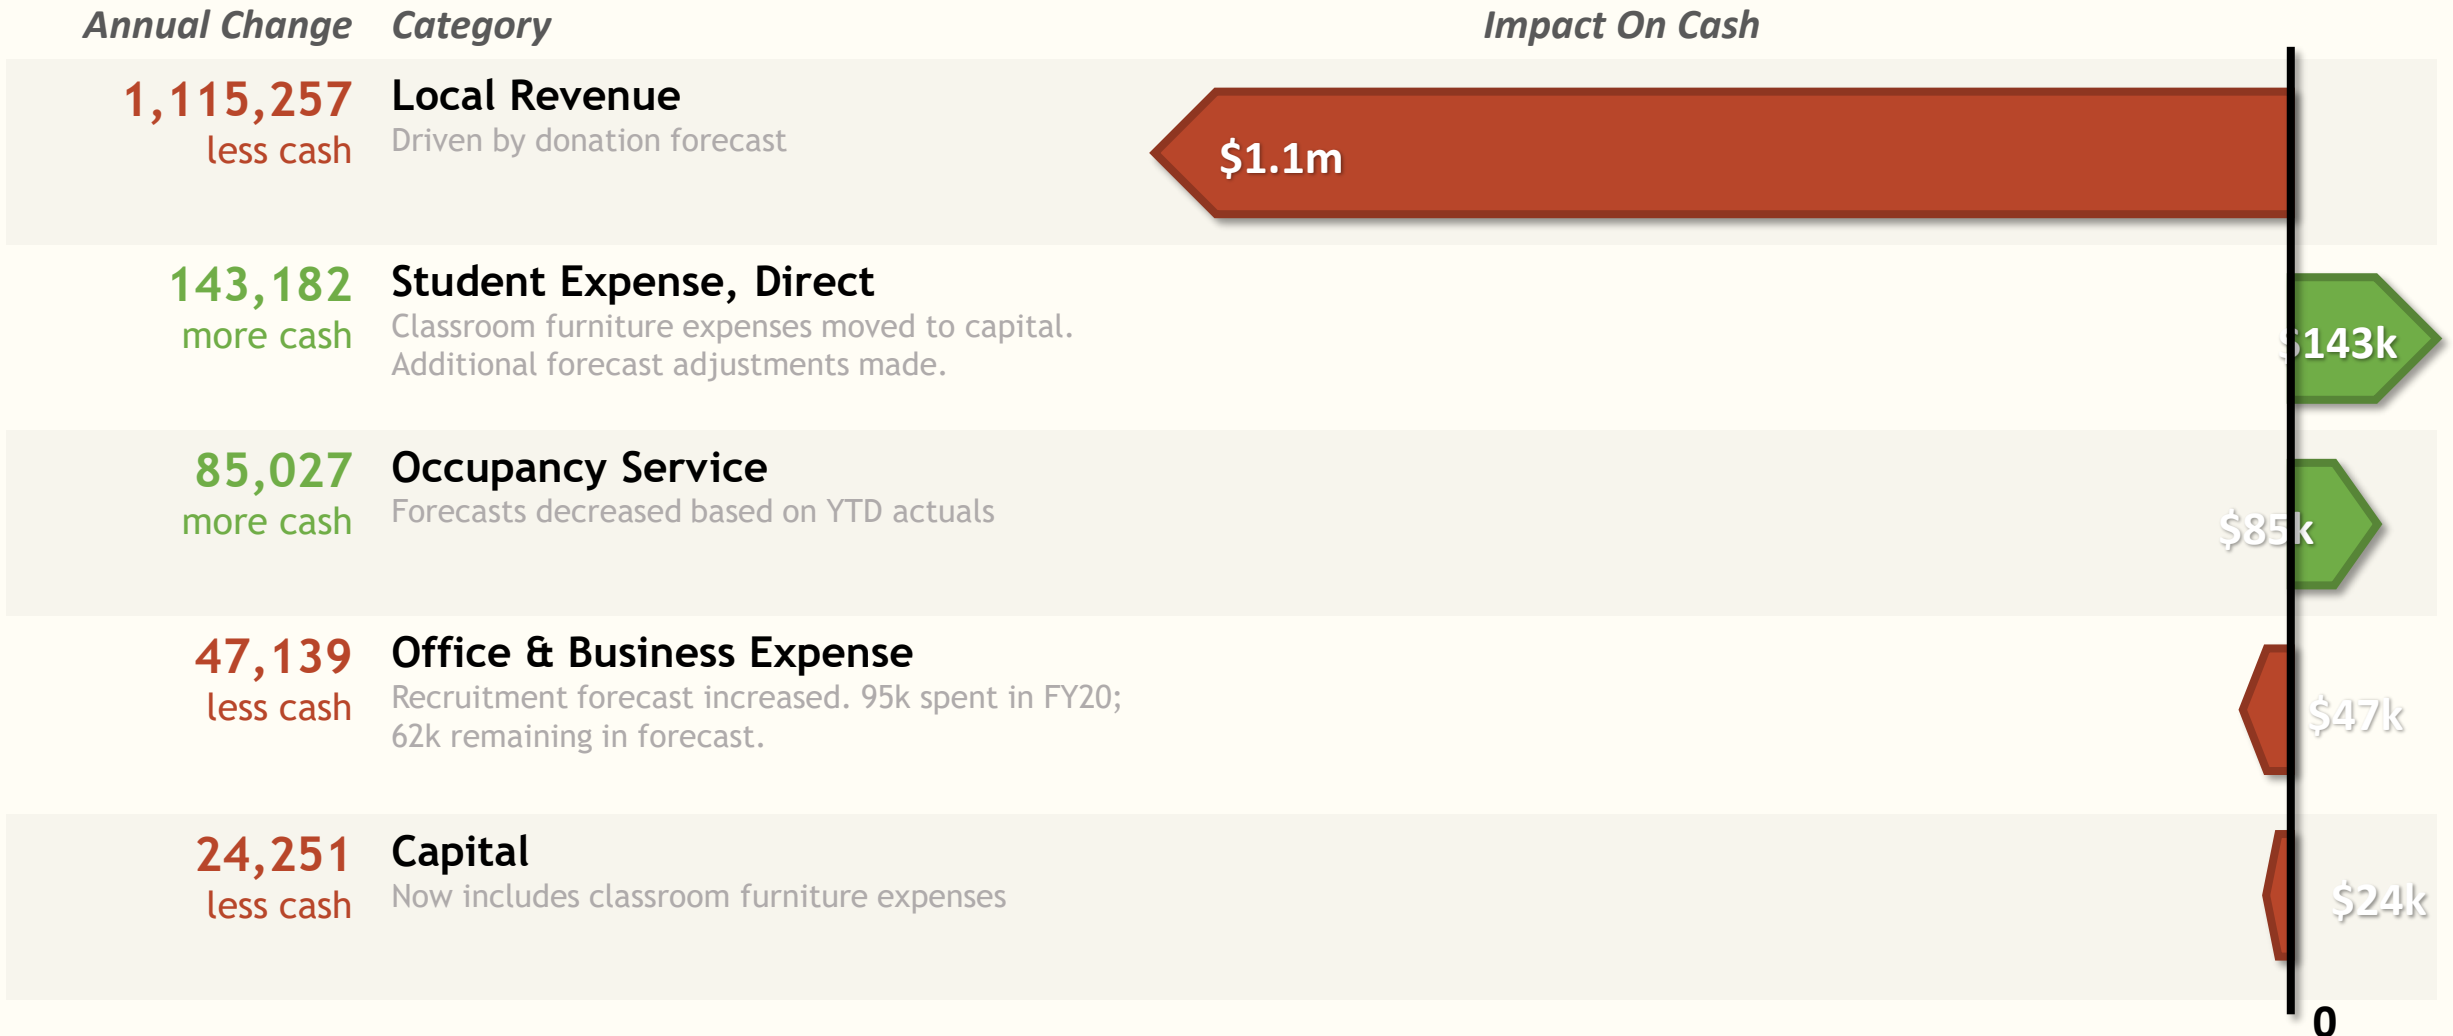 Annual Change Category Impact On Cash
1,115,257 Local Revenue
less cash Driven by donation forecast
$1.1m
143,182 Student Expense, Direct
more cash Classroom furniture expenses moved to capital.
Additional forecast adjustments made.
$143k
85,027 Occupancy Service
more cash Forecasts decreased based on YTD actuals
$85k
47,139 Office & Business Expense
less cash Recruitment forecast increased. 95k spent in FY20;
62k remaining in forecast.
$47k
24,251 Capital
less cash Now includes classroom furniture expenses
$24k
0